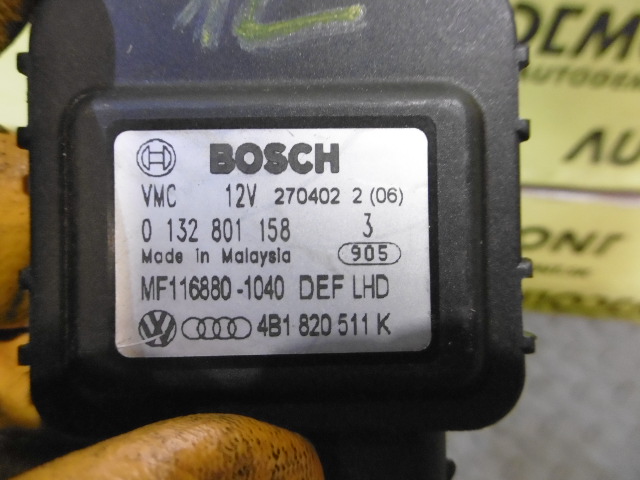 BOSCH
VMC 12V 270402 2 (06)
0 132 801 158 3
Made in Malaysia 905
MF116880-1040 DEF LHD
4B1 820 511 K